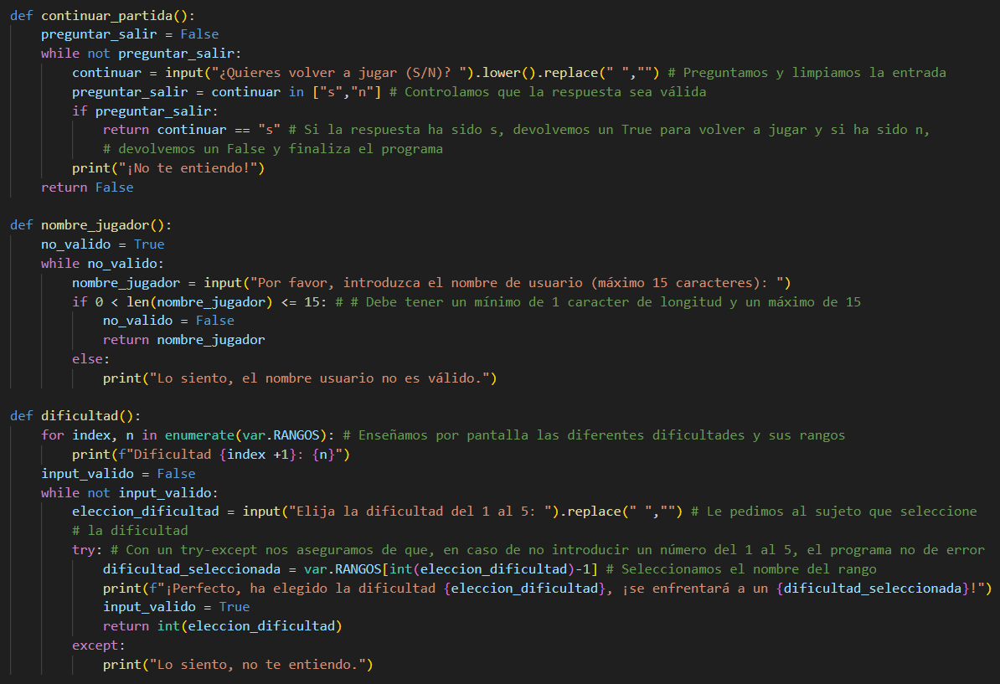 def continuar_partida():
    preguntar_salir = False
    while not preguntar_salir:
        continuar = input("¿Quieres volver a jugar (S/N)? ").lower().replace(" ","") # Preguntamos y limpiamos la entrada
        preguntar_salir = continuar in ["s","n"] # Controlamos que la respuesta sea válida
        if preguntar_salir:
            return continuar == "s" # Si la respuesta ha sido s, devolvemos un True para volver a jugar y si ha sido n,
            # devolvemos un False y finaliza el programa
        print("¡No te entiendo!")
    return False

def nombre_jugador():
    no_valido = True
    while no_valido:
        nombre_jugador = input("Por favor, introduzca el nombre de usuario (máximo 15 caracteres): ")
        if 0 < len(nombre_jugador) <= 15: # # Debe tener un mínimo de 1 caracter de longitud y un máximo de 15
            no_valido = False
            return nombre_jugador
        else:
            print("Lo siento, el nombre usuario no es válido.")

def dificultad():
    for index, n in enumerate(var.RANGOS): # Enseñamos por pantalla las diferentes dificultades y sus rangos
        print(f"Dificultad {index +1}: {n}")
    input_valido = False
    while not input_valido:
        eleccion_dificultad = input("Elija la dificultad del 1 al 5: ").replace(" ","") # Le pedimos al sujeto que seleccione
        # la dificultad
        try: # Con un try-except nos aseguramos de que, en caso de no introducir un número del 1 al 5, el programa no de error
            dificultad_seleccionada = var.RANGOS[int(eleccion_dificultad)-1] # Seleccionamos el nombre del rango
            print(f"¡Perfecto, ha elegido la dificultad {eleccion_dificultad}, ¡se enfrentará a un {dificultad_seleccionada}!")
            input_valido = True
            return int(eleccion_dificultad)
        except:
            print("Lo siento, no te entiendo.")